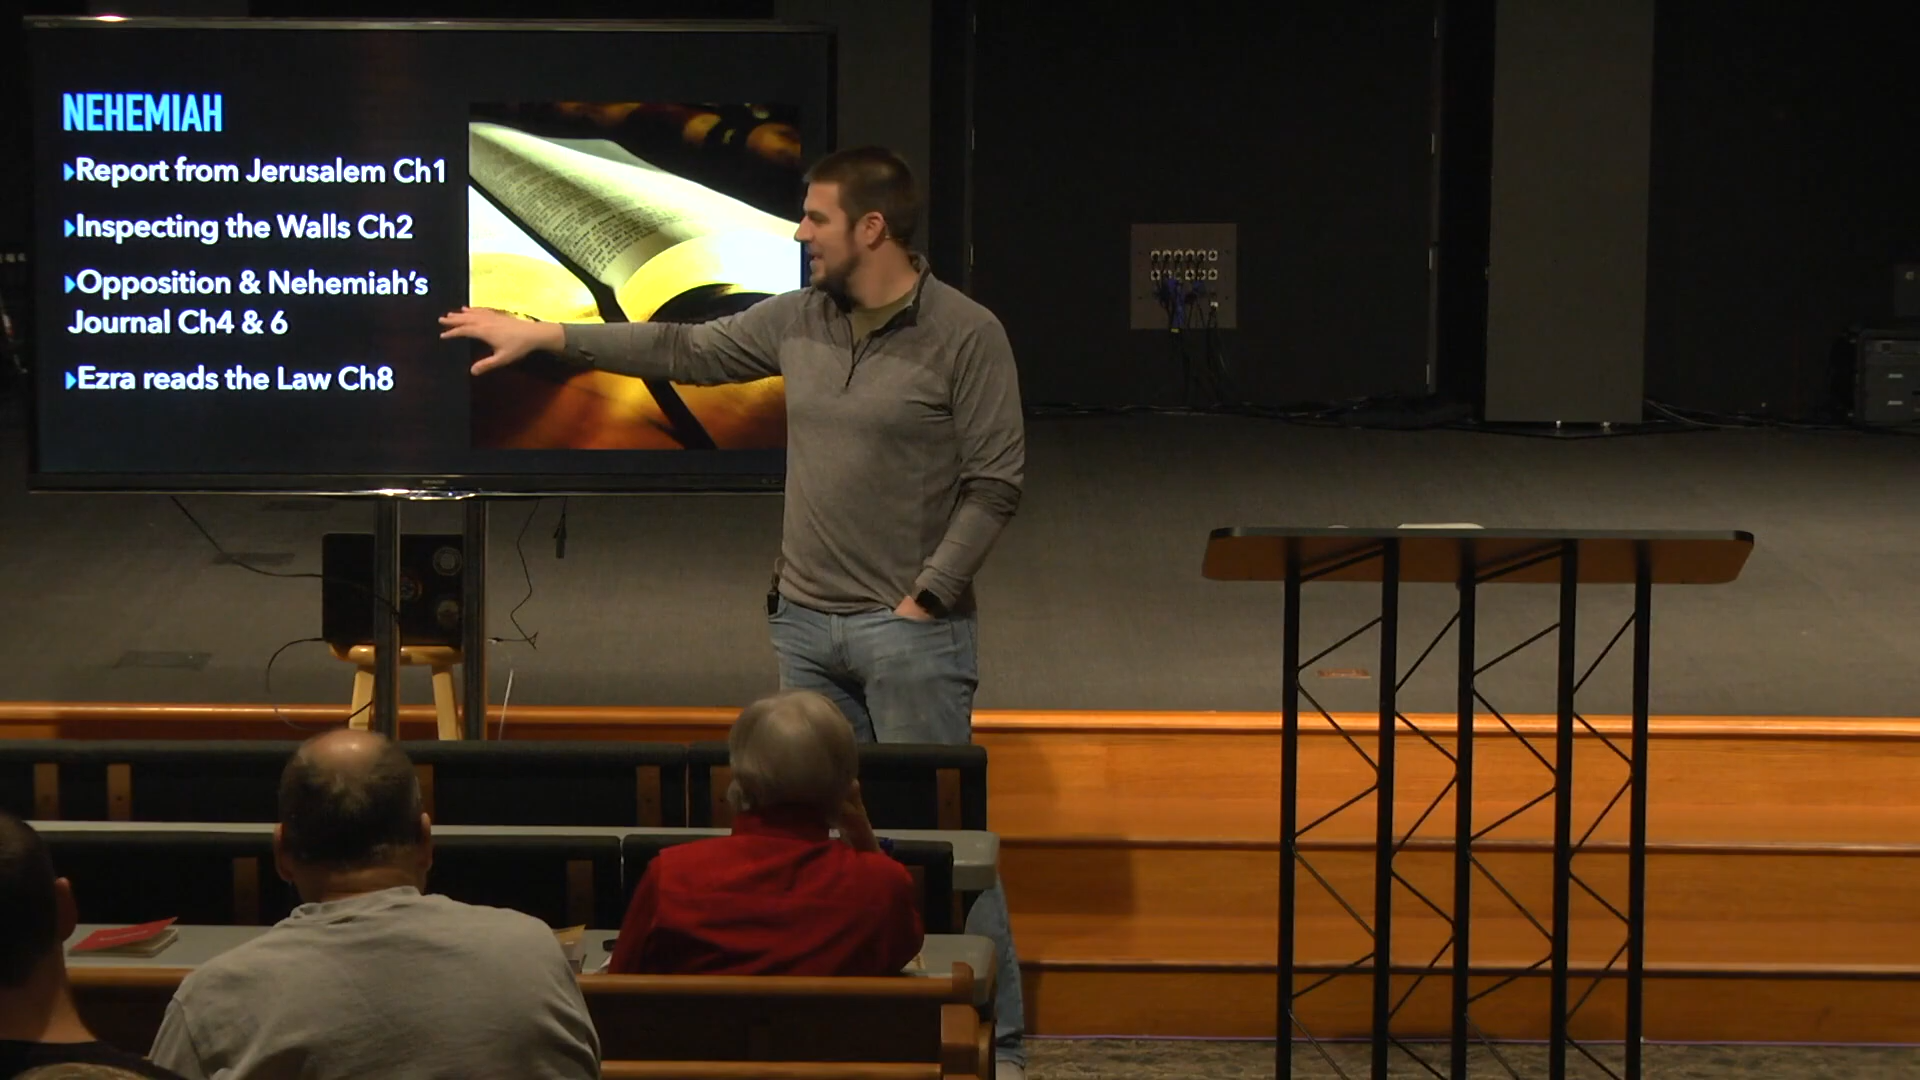 NEHEMIAH
Report from Jerusalem Ch1
Inspecting the Walls Ch2
Opposition & Nehemiah's
Journal Ch4 & 6
Ezra reads the Law Ch8